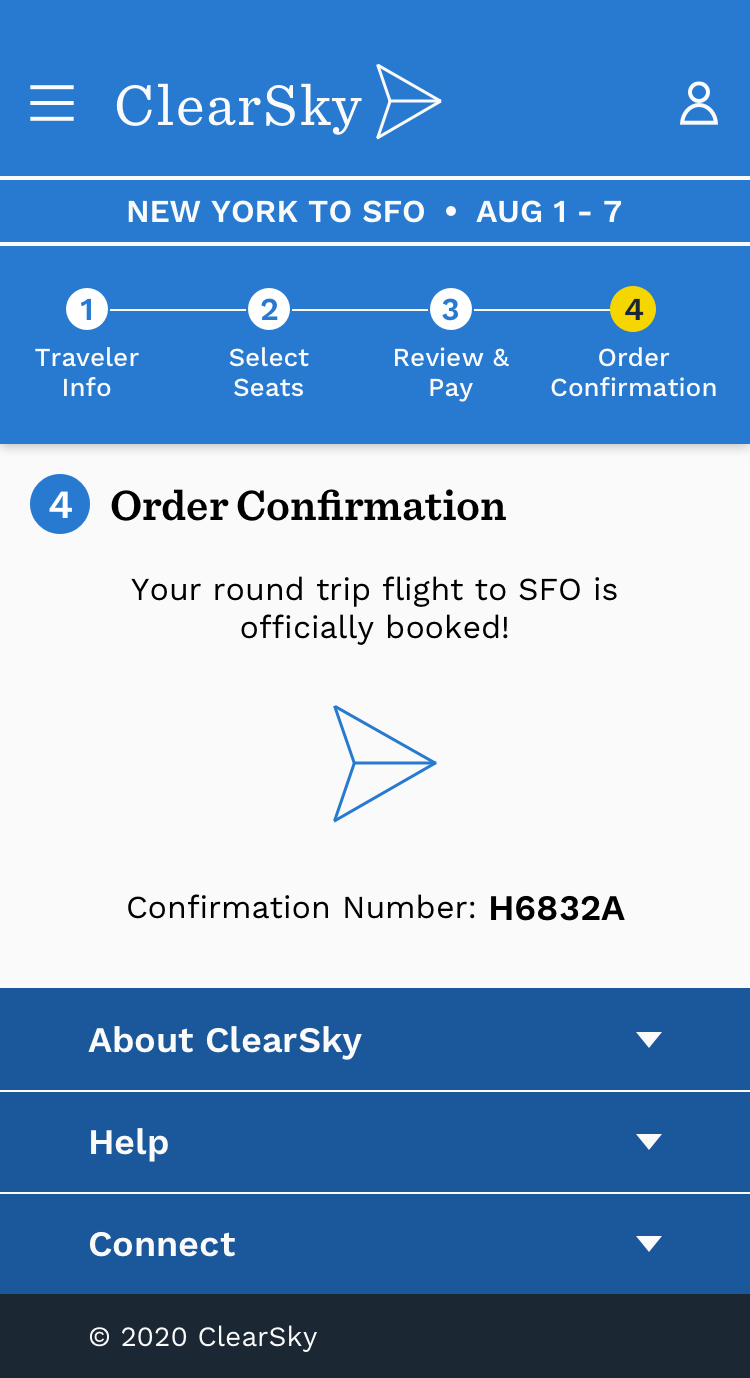 ClearSky
NEW YORK TO SFO • AUG 1 - 7
1 2 3 4
Traveler Select Review & Order
Info Seats Pay Confirmation
4 Order Confirmation
Your round trip flight to SFO is
officially booked!
Confirmation Number: H6832A
About ClearSky
Help
Connect
© 2020 ClearSky